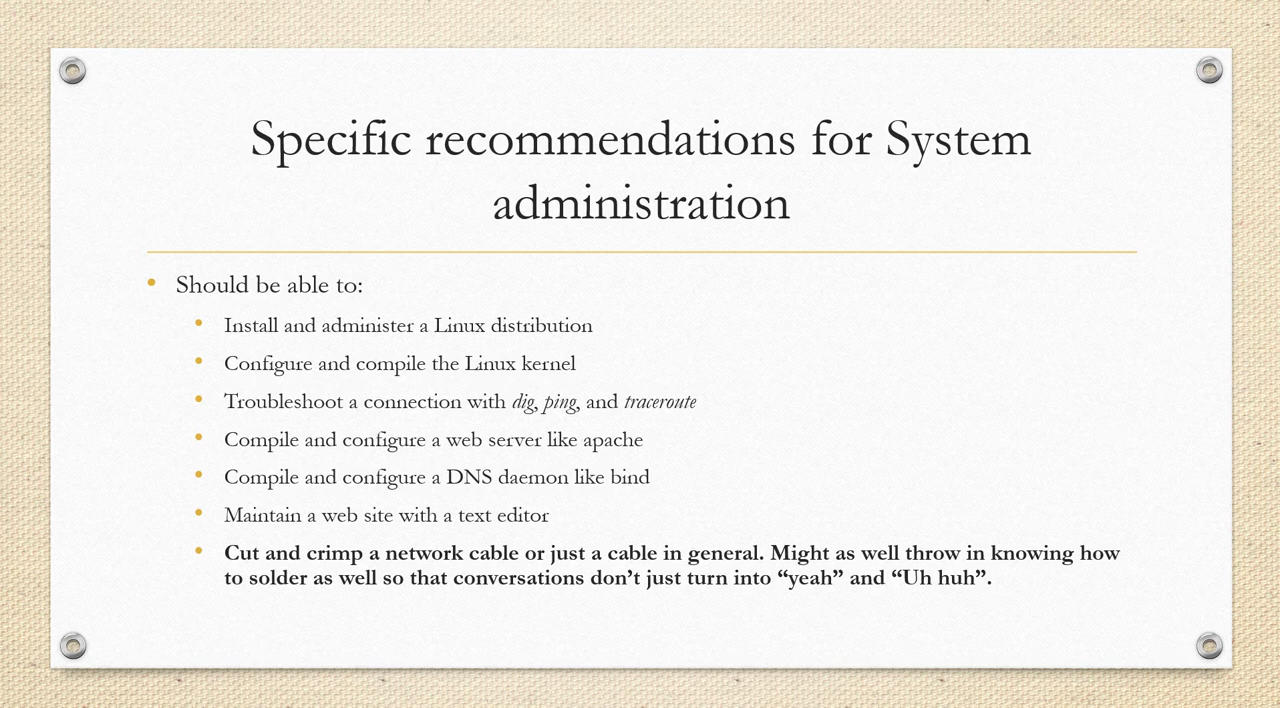 Specific recommendations for System
administration
• Should be able to:
• Install and administer a Linux distribution
• Configure and compile the Linux kernel
• Troubleshoot a connection with dig, ping, and traceroute
• Compile and configure a web server like apache
• Compile and configure a DNS daemon like bind
• Maintain a web site with a text editor
• Cut and crimp a network cable or just a cable in general. Might as well throw in knowing how
to solder as well so that conversations don’t just turn into “yeah” and “Uh huh”.